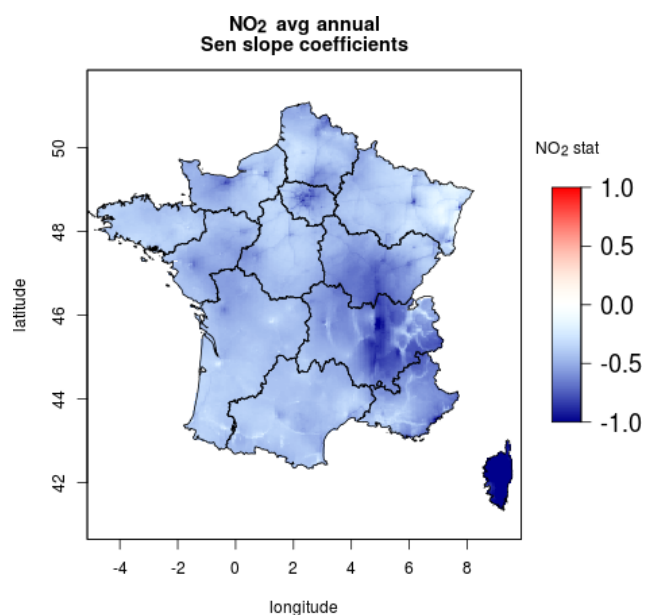 NO2 avg annual
Sen slope coefficients
NO2 stat
1.0
0.5
0.0
-0.5
-1.0
latitude
50
48
46
44
42
-4 -2 0 2 4 6 8
longitude